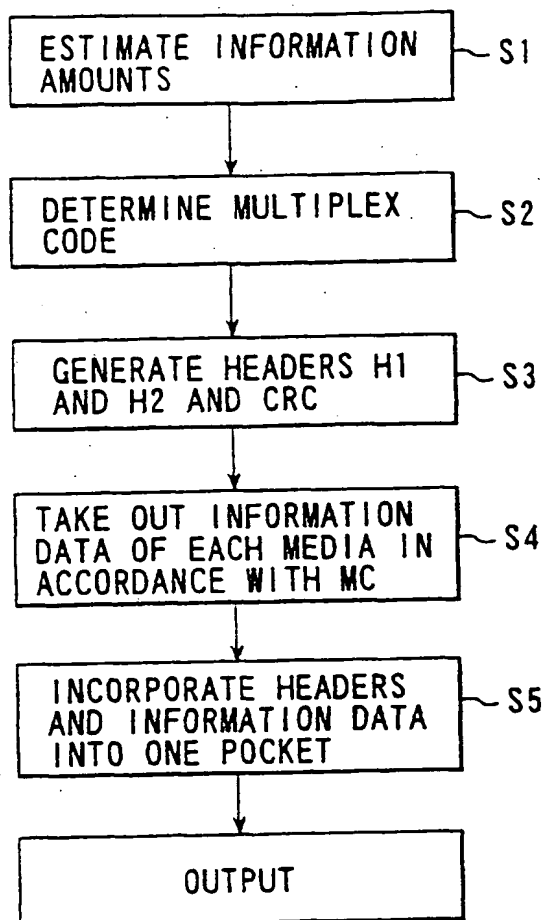 ESTIMATE INFORMATION
AMOUNTS
S1
DETERMINE MULTIPLEX
CODE
S2
GENERATE HEADERS H1
AND H2 AND CRC
S3
TAKE OUT INFORMATION
DATA OF EACH MEDIA IN
ACCORDANCE WITH MC
S4
INCORPORATE HEADERS
AND INFORMATION DATA
INTO ONE POCKET
S5
OUTPUT